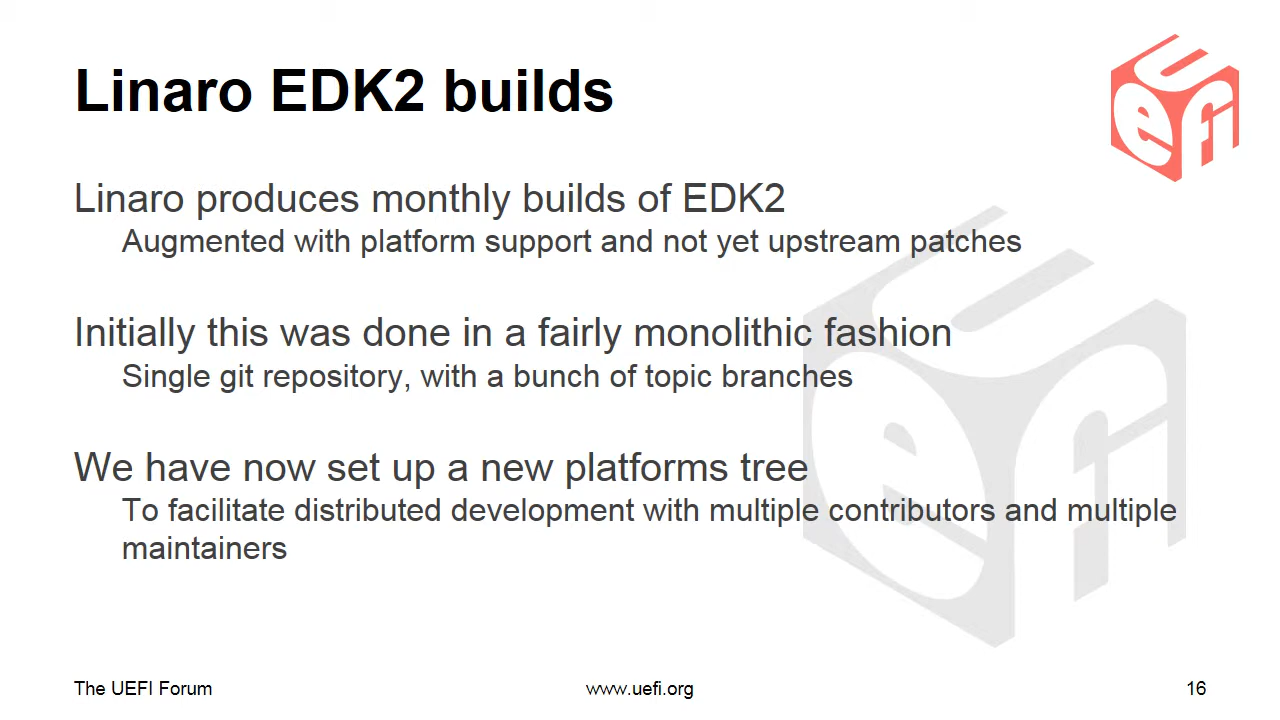 Linaro EDK2 builds
UEFI
Linaro produces monthly builds of EDK2
Augmented with platform support and not yet upstream patches
Initially this was done in a fairly monolithic fashion
Single git repository, with a bunch of topic branches
We have now set up a new platforms tree
To facilitate distributed development with multiple contributors and multiple
maintainers
UEFI
The UEFI Forum
www.uefi.org
16